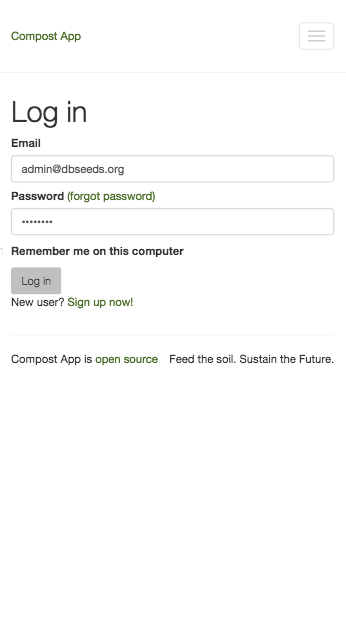 Compost App
Log in
Email
admin@dbseeds.org
Password (forgot password)
••••••••
Remember me on this computer
Log in
New user? Sign up now!
Compost App is open source Feed the soil. Sustain the Future.